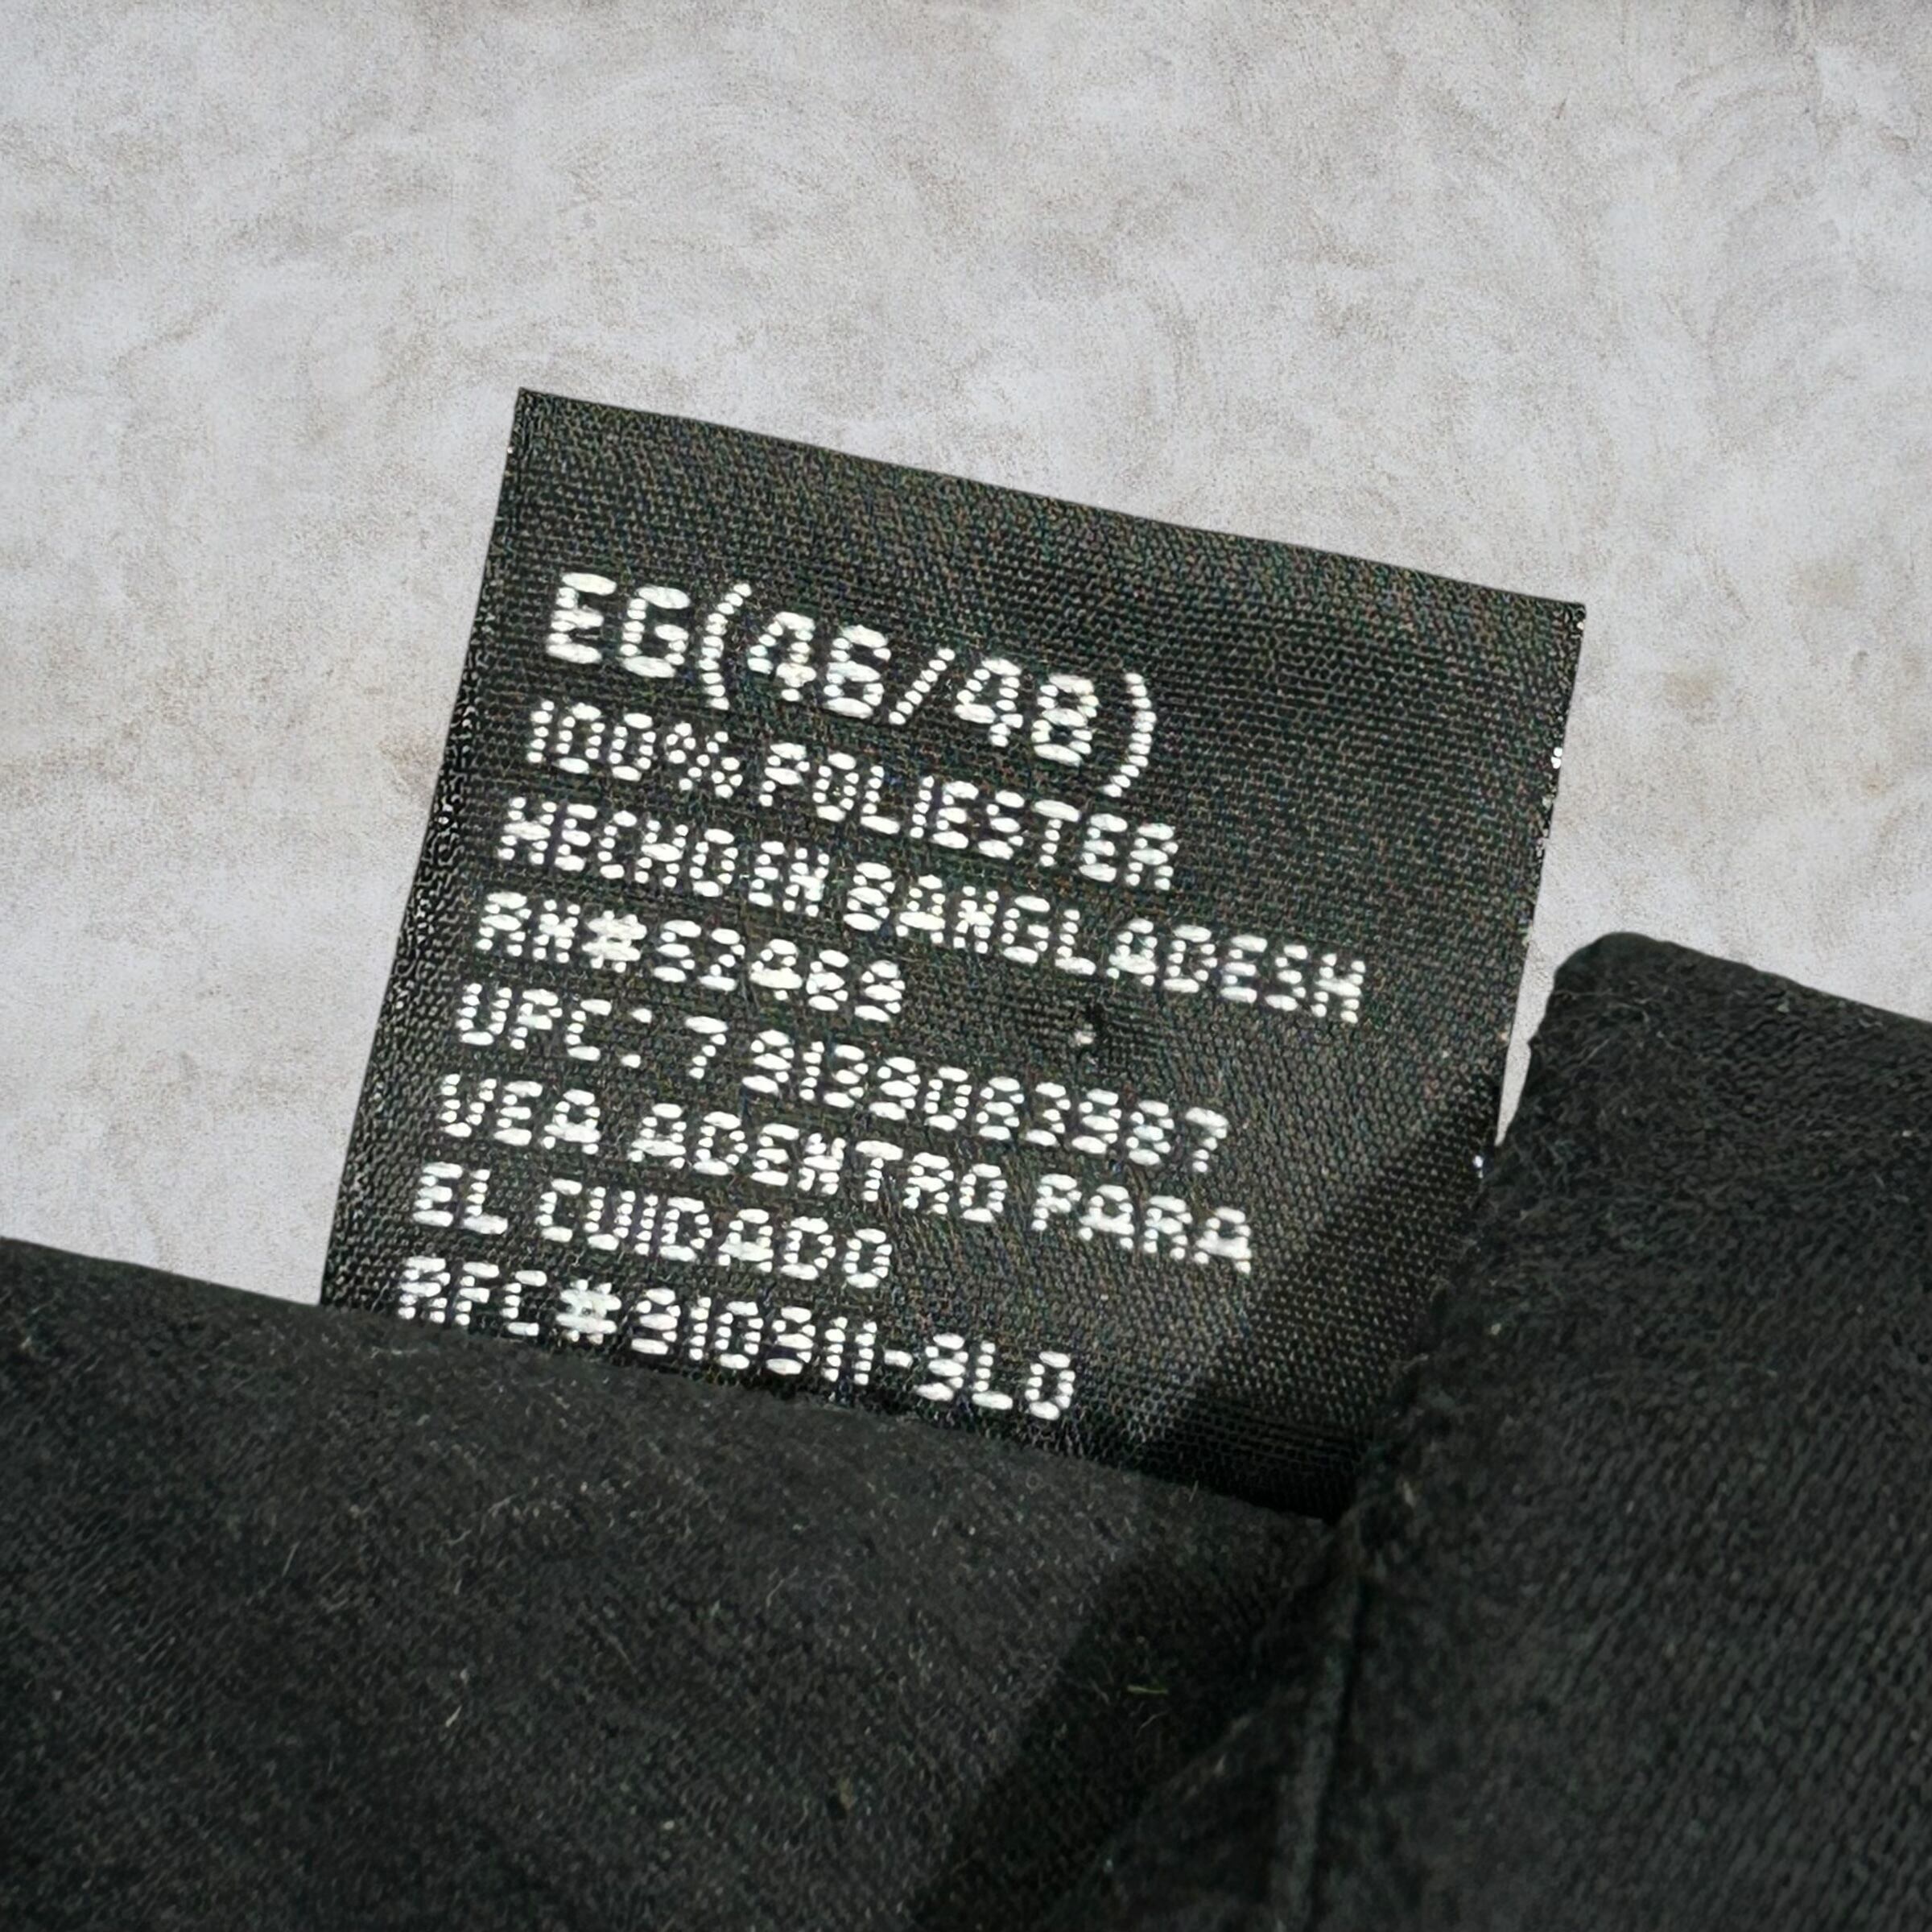 EG(46/48)
100% POLIESTER
HECHO EN BANGLADESH
RN#52469
UPC: 7
VEA ADENTRO PARA
EL CUIDADO